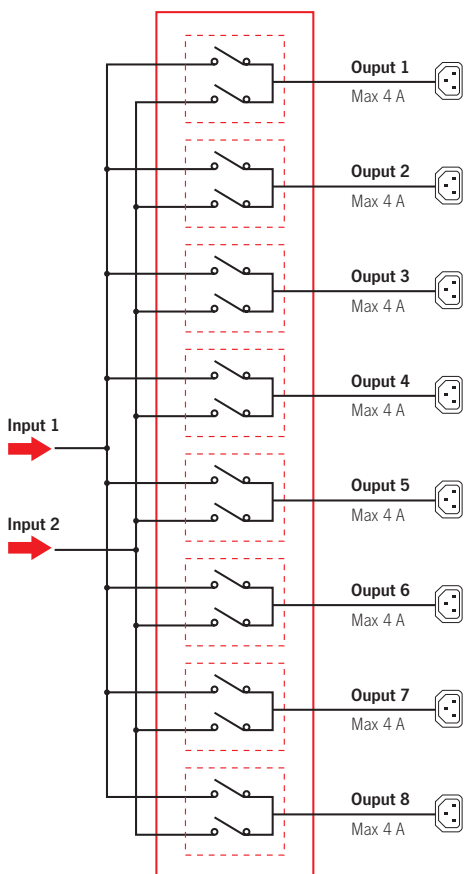 Ouput 1
Max 4 A
Ouput 2
Max 4 A
Ouput 3
Max 4 A
Ouput 4
Max 4 A
Input 1
Ouput 5
Max 4 A
Input 2
Ouput 6
Max 4 A
Ouput 7
Max 4 A
Ouput 8
Max 4 A